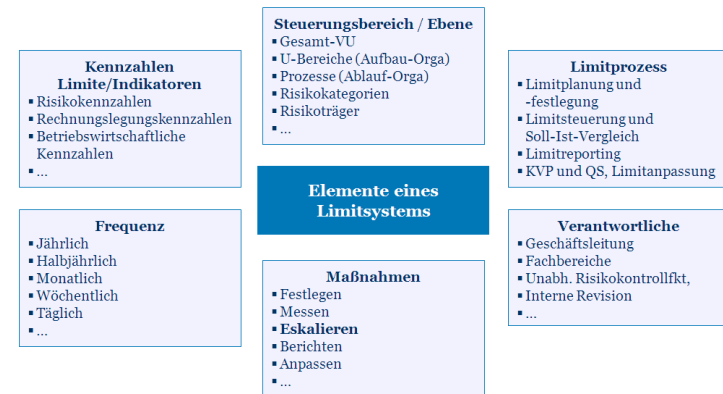 Steuerungsbereich / Ebene
▪ Gesamt-VU
▪ U-Bereiche (Aufbau-Orga)
▪ Prozesse (Ablauf-Orga)
▪ Risikokategorien
▪ Risikoträger
▪ ...
Kennzahlen
Limite/Indikatoren
▪ Risikokennzahlen
▪ Rechnungslegungskennzahlen
▪ Betriebswirtschaftliche
Kennzahlen
▪ ...
Limitprozess
▪ Limitplanung und
-festlegung
▪ Limitsteuerung und
Soll-Ist-Vergleich
▪ Limitreporting
▪ KVP und QS, Limitanpassung
Elemente eines
Limitsystems
Frequenz
▪ Jährlich
▪ Halbjährlich
▪ Monatlich
▪ Wöchentlich
▪ Täglich
▪ ...
Maßnahmen
▪ Festlegen
▪ Messen
▪ Eskalieren
▪ Berichten
▪ Anpassen
▪ ...
Verantwortliche
▪ Geschäftsleitung
▪ Fachbereiche
▪ Unabh. Risikokontrollfkt,
▪ Interne Revision
▪ ...